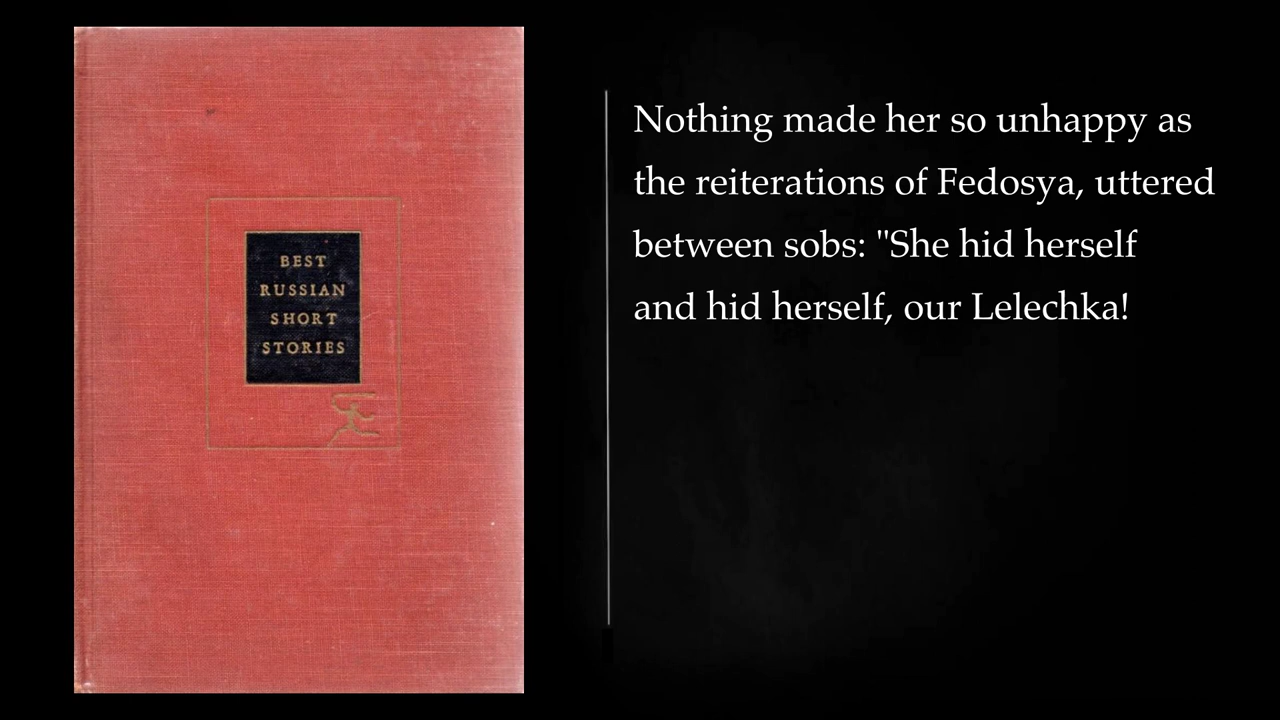 BEST
RUSSIAN
SHORT
STORIES
Nothing made her so unhappy as
the reiterations of Fedosya, uttered
between sobs: "She hid herself
and hid herself, our Lelechka!